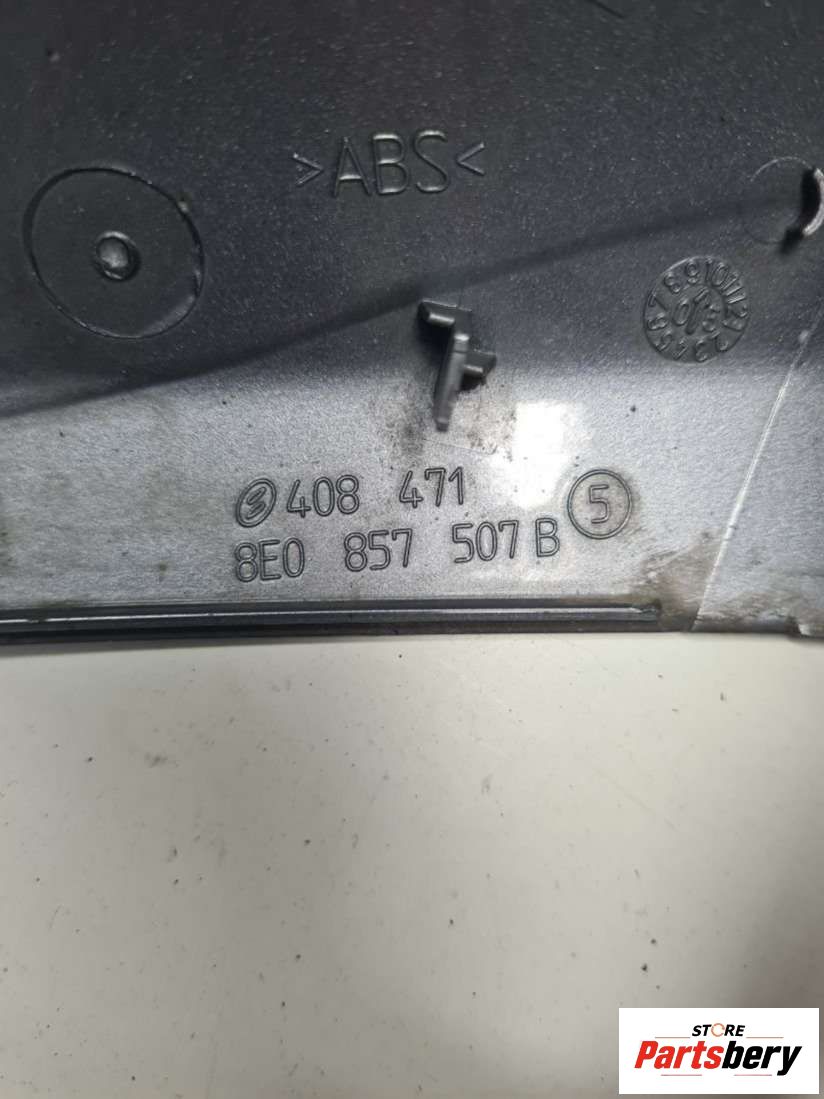 >ABS<
408 471
8E0 857 507 B 5
STORE
Partsbery